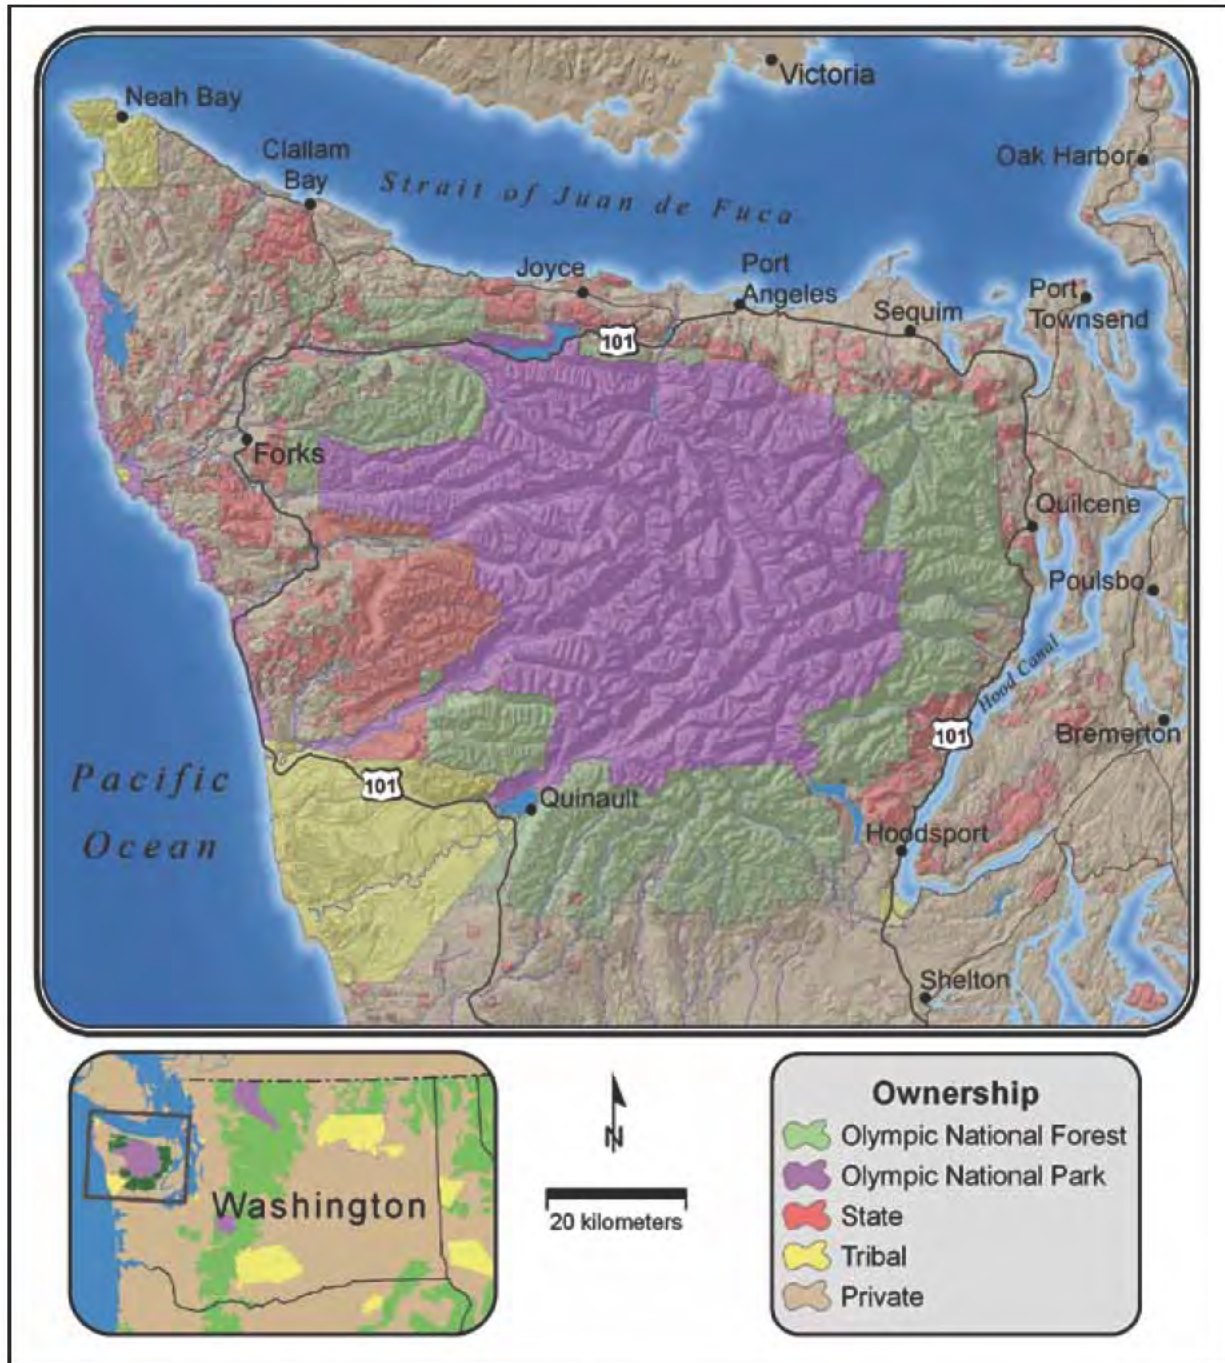 Victoria
Neah Bay
Oak Harbor
Clallam
Bay
Strait of Juan de Fuca
Joyce
Port
Angeles
Sequim
Port
Townsend
101
Forks
Quilcene
Poulsbo
Hood Canal
101
Bremerton
Pacific
Ocean
101
Quinault
Hoodsport
Shelton
Washington
N
20 kilometers
Ownership
Olympic National Forest
Olympic National Park
State
Tribal
Private